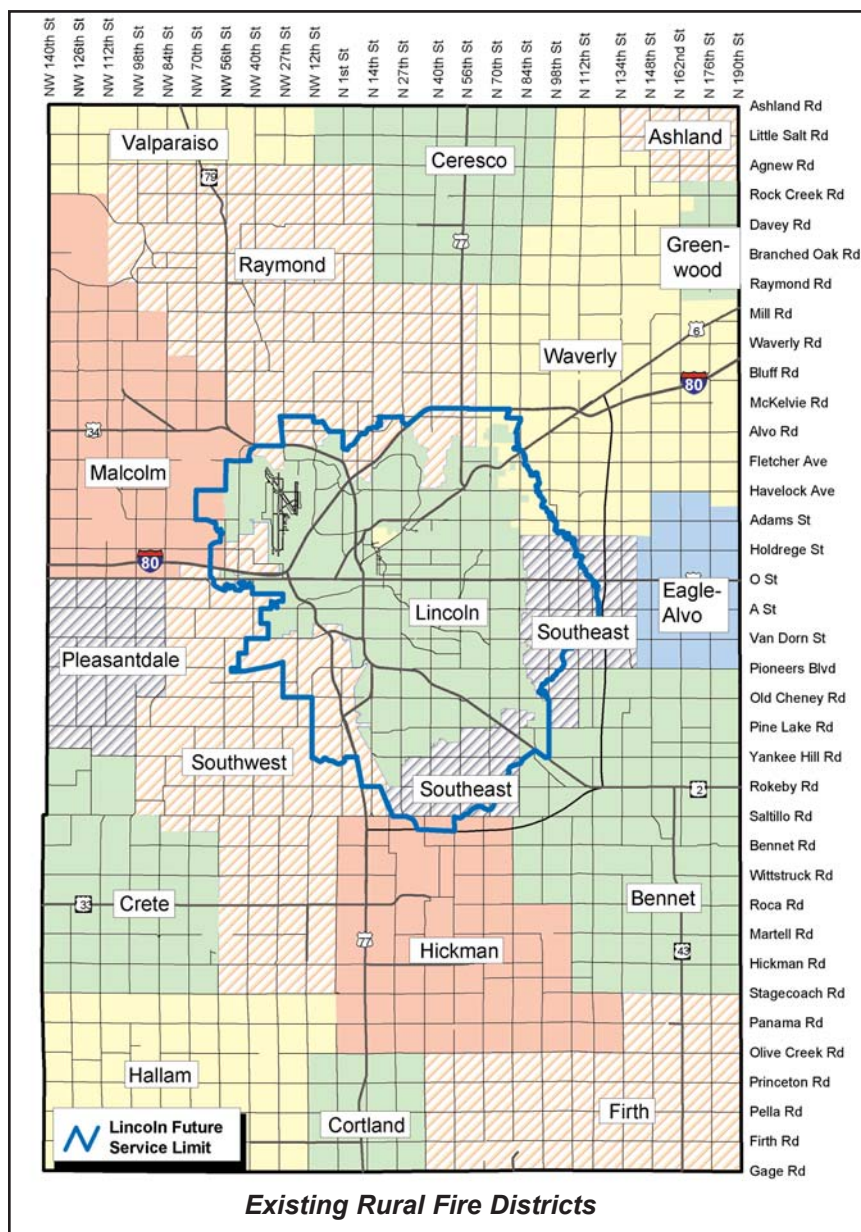 NW 140th St
NW 126th St
NW 112th St
NW 98th St
NW 84th St
NW 70th St
NW 56th St
NW 40th St
NW 27th St
NW 12th St
N 1st St
N 14th St
N 27th St
N 40th St
N 56th St
N 70th St
N 84th St
N 98th St
N 112th St
N 134th St
N 148th St
N 162nd St
N 176th St
N 190th St
Ashland Rd
Little Salt Rd
Agnew Rd
Rock Creek Rd
Davey Rd
Branched Oak Rd
Raymond Rd
Mill Rd
Waverly Rd
Bluff Rd
McKelvie Rd
Alvo Rd
Fletcher Ave
Havelock Ave
Adams St
Holdrege St
O St
A St
Van Dorn St
Pioneers Blvd
Old Cheney Rd
Pine Lake Rd
Yankee Hill Rd
Rokeby Rd
Saltillo Rd
Bennet Rd
Wittstruck Rd
Roca Rd
Martell Rd
Hickman Rd
Stagecoach Rd
Panama Rd
Olive Creek Rd
Princeton Rd
Pella Rd
Firth Rd
Gage Rd
Valparaiso
79
Ceresco
77
Ashland
Raymond
Green-
wood
6
Waverly
80
34
Malcolm
80
Lincoln
Eagle-
Alvo
Southeast
Pleasantdale
Southwest
Southeast
2
Crete
33
Bennet
77
Hickman
43
Hallam
Cortland
Firth
Lincoln Future
Service Limit
Existing Rural Fire Districts